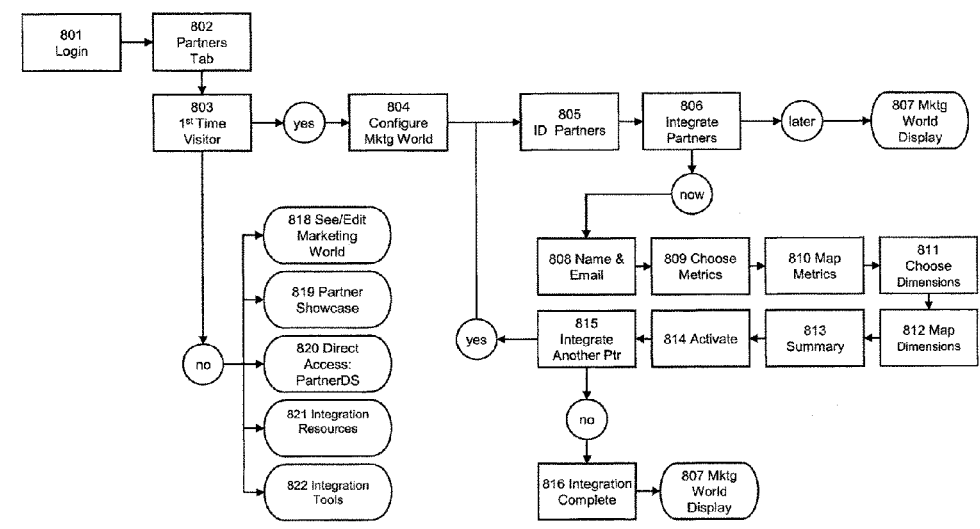 801
Login
802
Partners
Tab
803
1st Time
Visitor
yes
804
Configure
Mktg World
805
ID Partners
806
Integrate
Partners
later
807 Mktg
World
Display
now
no
818 See/Edit
Marketing
World
819 Partner
Showcase
820 Direct
Access:
PartnerDS
821 Integration
Resources
822 Integration
Tools
808 Name &
Email
809 Choose
Metrics
810 Map
Metrics
811
Choose
Dimensions
812 Map
Dimensions
813
Summary
814 Activate
815
Integrate
Another Ptr
yes
no
816 Integration
Complete
807 Mktg
World
Display